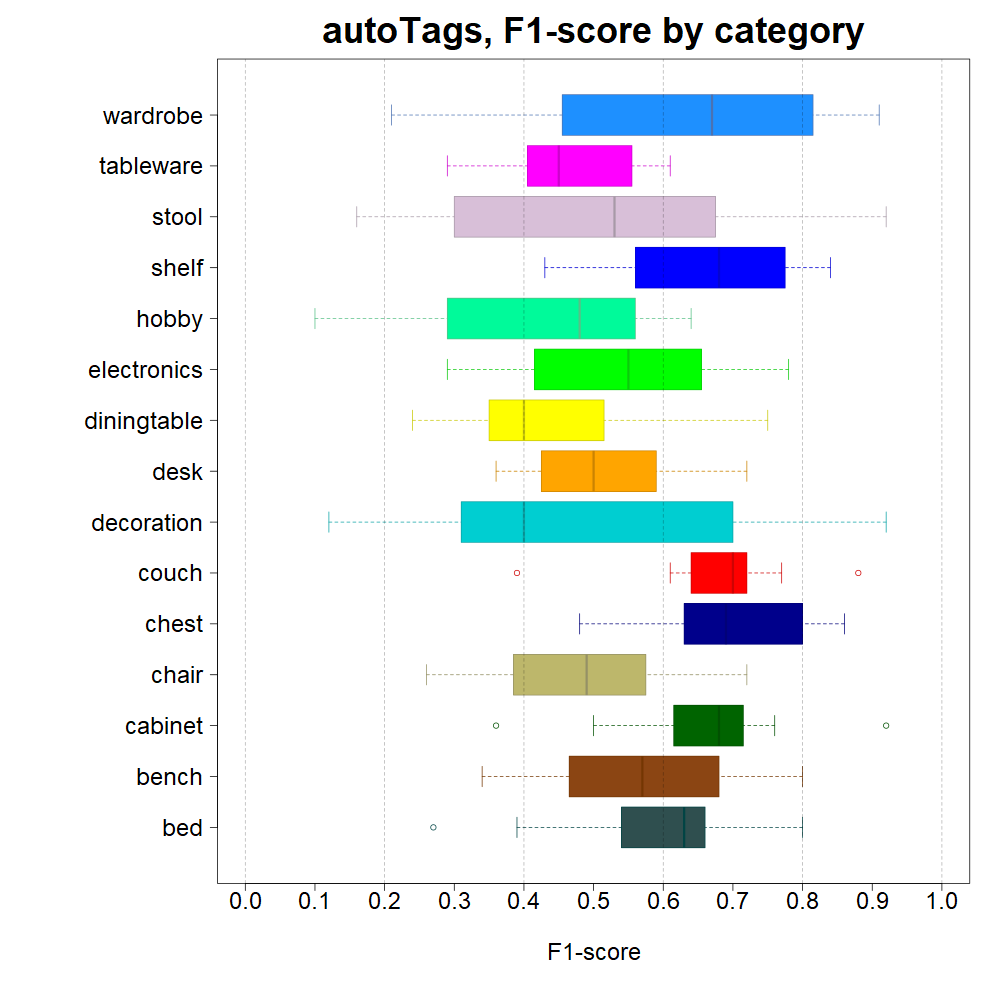 autoTags, F1-score by category
wardrobe
tableware
stool
shelf
hobby
electronics
diningtable
desk
decoration
couch
chest
chair
cabinet
bench
bed
0.0 0.1 0.2 0.3 0.4 0.5 0.6 0.7 0.8 0.9 1.0
F1-score